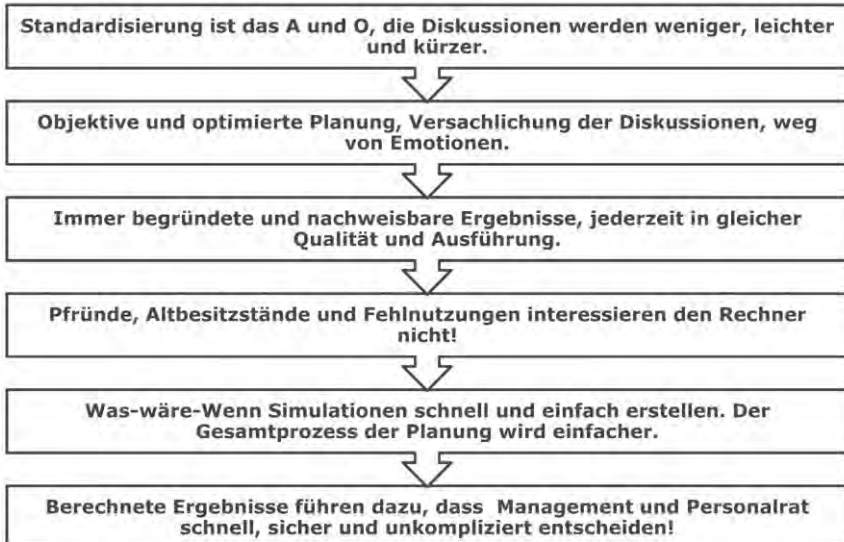 Standardisierung ist das A und O, die Diskussionen werden weniger, leichter
und kürzer.
Objektive und optimierte Planung, Versachlichung der Diskussionen, weg
von Emotionen.
Immer begründete und nachweisbare Ergebnisse, jederzeit in gleicher
Qualität und Ausführung.
Pfründe, Altbesitzstände und Fehlnutzungen interessieren den Rechner
nicht!
Was-wäre-Wenn Simulationen schnell und einfach erstellen. Der
Gesamtprozess der Planung wird einfacher.
Berechnete Ergebnisse führen dazu, dass  Management und Personalrat
schnell, sicher und unkompliziert entscheiden!